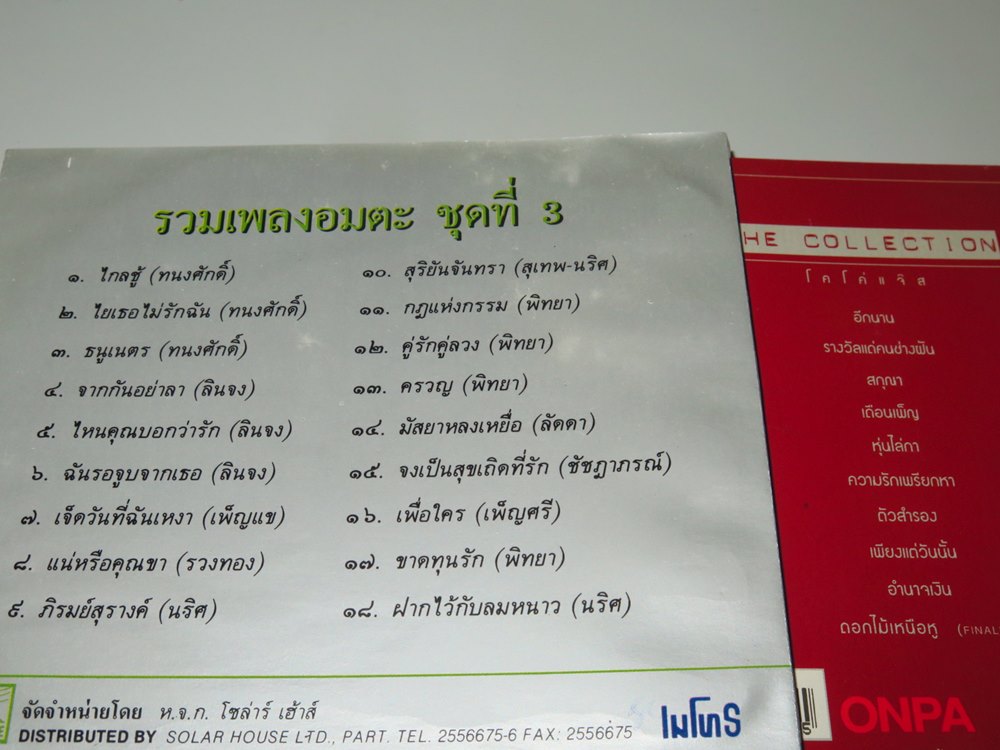 รวมเพลงอมตะ ชุดที่ 3
๑. ไกลชู้ (ทนงศักดิ์)
๒. ไยเธอไม่รักฉัน (ทนงศักดิ์)
๓. ธนูเนตร (ทนงศักดิ์)
๔. จากกันอย่าลา (ลินจง)
๕. ไหนคุณบอกว่ารัก (ลินจง)
๖. ฉันรอจูบจากเธอ (ลินจง)
๗. เจ็ดวันที่ฉันเหงา (เพ็ญแข)
๘. แน่หรือคุณขา (รวงทอง)
๙. ภิรมย์สุรางค์ (นริศ)
๑๐. สุริยันจันทรา (สุเทพ-นริศ)
๑๑. กฎแห่งกรรม (พิทยา)
๑๒. คู่รักคู่ลวง (พิทยา)
๑๓. ครวญ (พิทยา)
๑๔. มัสยาหลงเหยื่อ (ลัดดา)
๑๕. จงเป็นสุขเถิดที่รัก (ชัชฎาภรณ์)
๑๖. เพื่อใคร (เพ็ญศรี)
๑๗. ขาดทุนรัก (พิทยา)
๑๘. ฝากไว้กับลมหนาว (นริศ)
จัดจำหน่ายโดย ห.จ.ก. โซล่าร์ เฮ้าส์
DISTRIBUTED BY SOLAR HOUSE LTD., PART. TEL. 2556675-6 FAX: 2556675
เมโทร
HE COLLECTION
โคโค่แจ๊ส
อีกนาน
รางวัลแด่คนช่างฝัน
สกุณา
เดือนเพ็ญ
หุ่นไล่กา
ความรักเพรียกหา
ตัวสำรอง
เพียงแต่วันนั้น
อำนาจเงิน
ดอกไม้เหนือหู (FINAL
ONPA